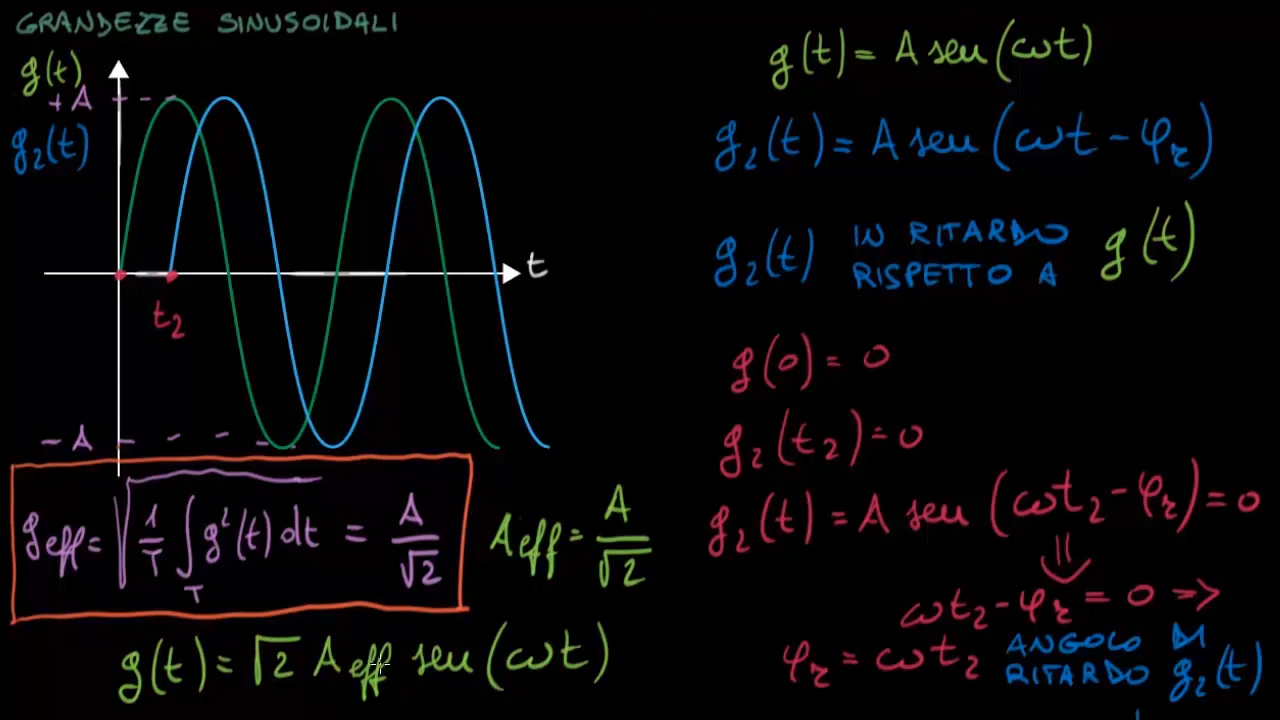 GRANDEZZE SINUSOIDALI
g(t)
+A
g₂(t)
t
t₂
-A
geff = √(1/T ∫_T g²(t) dt) = A/√2
Aeff = A/√2
g(t) = √2 Aeff sen (ωt)
g(t) = A sen (ωt)
g₂(t) = A sen (ωt - φr)
g₂(t) IN RITARDO RISPETTO A g(t)
g(0) = 0
g₂(t₂) = 0
g₂(t) = A sen (ωt₂ - φr) = 0
⇓
ωt₂ - φr = 0 ⇒
φr = ωt₂ ANGOLO DI RITARDO g₂(t)